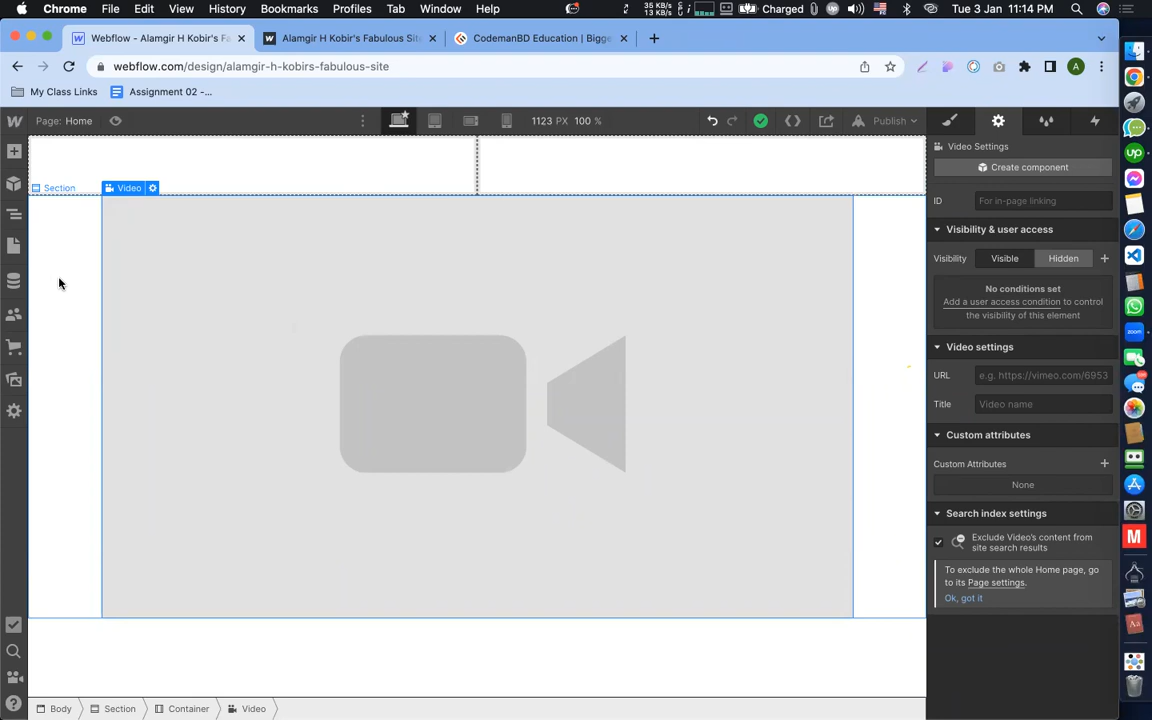 Chrome File Edit View History Bookmarks Profiles Tab Window Help 35 KB/s 13 KB/s Charged Tue 3 Jan 11:14 PM
Webflow - Alamgir H Kobir's Fa
Alamgir H Kobir's Fabulous Sit
CodemanBD Education | Bigge
webflow.com/design/alamgir-h-kobirs-fabulous-site
A
My Class Links
Assignment 02 -...
Page: Home
1123 PX 100 %
Publish
Section
Video
Video Settings
Create component
ID For in-page linking
Visibility & user access
Visibility Visible Hidden
No conditions set
Add a user access condition to control
the visibility of this element
Video settings
URL e.g. https://vimeo.com/6953
Title Video name
Custom attributes
Custom Attributes
None
Search index settings
Exclude Video's content from
site search results
To exclude the whole Home page, go
to its Page settings.
Ok, got it
Body Section Container Video